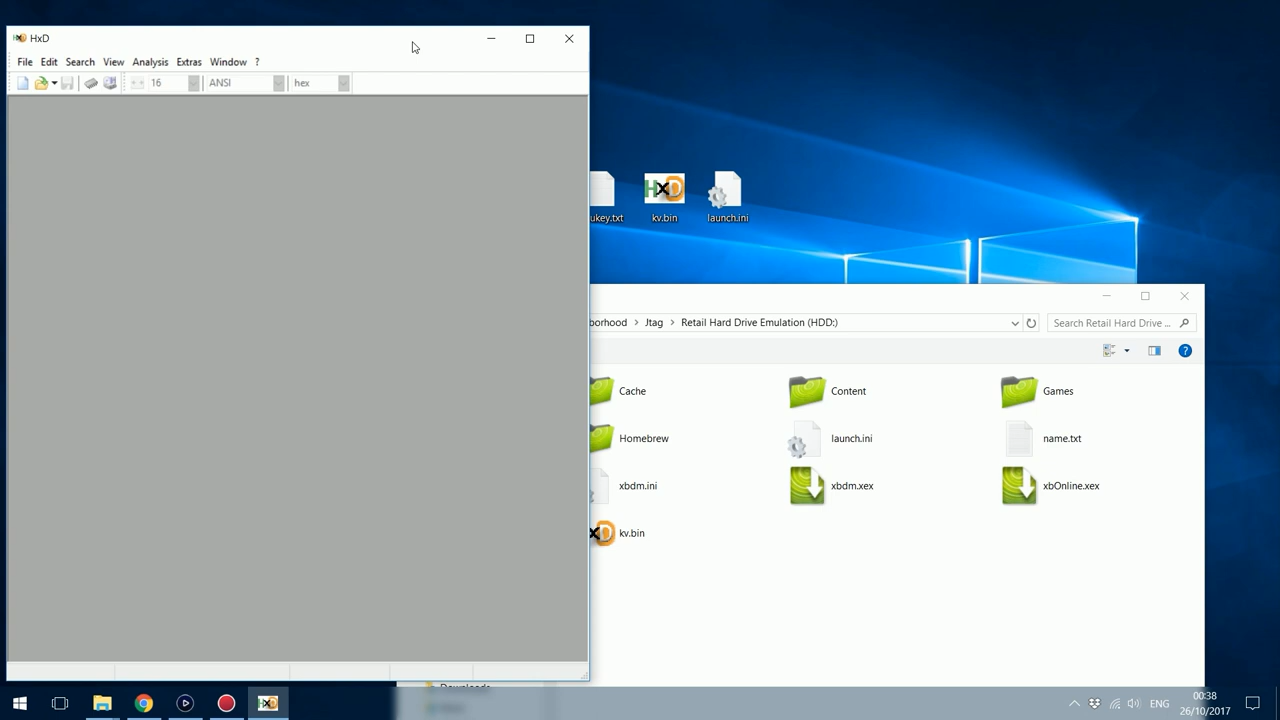 HxD
File Edit Search View Analysis Extras Window ?
16 ANSI hex
ukey.txt kv.bin launch.ini
borhood > Jtag > Retail Hard Drive Emulation (HDD:)
Search Retail Hard Drive ...
Cache Content Games
Homebrew launch.ini name.txt
xbdm.ini xbdm.xex xbOnline.xex
kv.bin
Downloads
ENG
00:38
26/10/2017